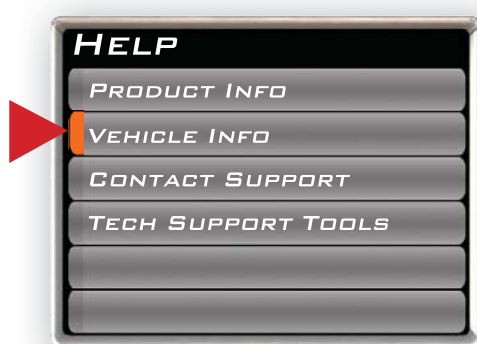 HELP
PRODUCT INFO
VEHICLE INFO
CONTACT SUPPORT
TECH SUPPORT TOOLS